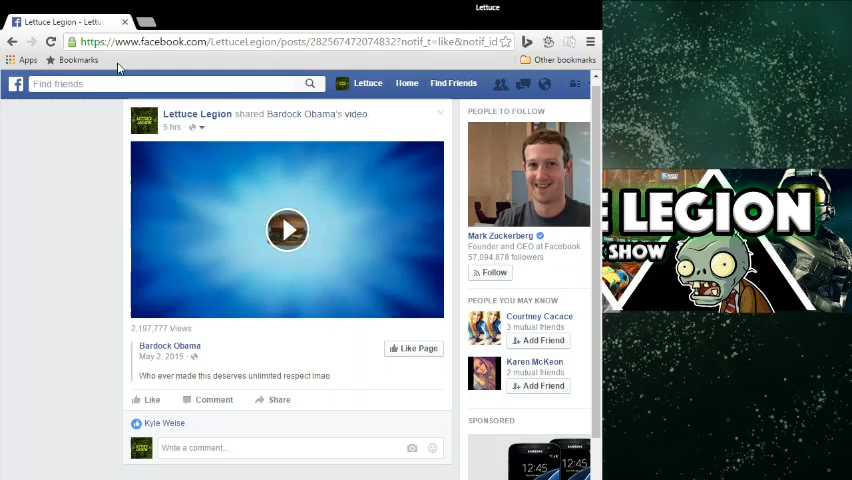 Lettuce
Lettuce Legion - Lettuc
https://www.facebook.com/LettuceLegion/posts/282567472074832?notif_t=like&notif_id
Apps
Bookmarks
Other bookmarks
Find friends
Lettuce
Home
Find Friends
Lettuce Legion shared Bardock Obama's video.
5 hrs ·
2,197,777 Views
Bardock Obama
May 2, 2015 ·
Like Page
Who ever made this deserves unlimited respect lmao
Like
Comment
Share
Kyle Weise
Write a comment...
PEOPLE TO FOLLOW
Mark Zuckerberg
Founder and CEO at Facebook
57,094,878 followers
Follow
PEOPLE YOU MAY KNOW
Courtney Cacace
3 mutual friends
Add Friend
Karen McKeon
2 mutual friends
Add Friend
SPONSORED
12:45
12:45
E LEGION
K SHOW